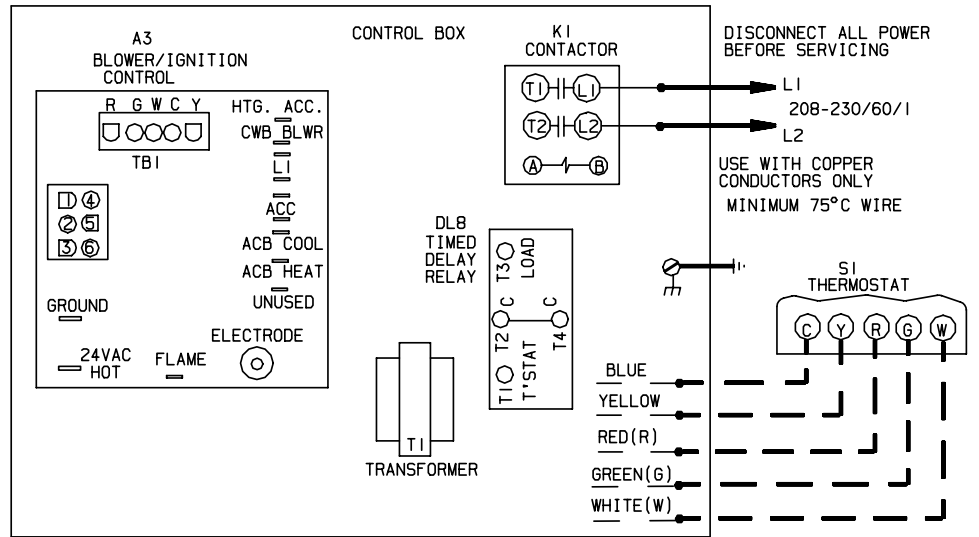 CONTROL BOX
A3
BLOWER/IGNITION
CONTROL
R G W C Y
TB1
1 4
2 5
3 6
HTG. ACC.
CWB BLWR
L1
ACC
ACB COOL
ACB HEAT
UNUSED
GROUND
24VAC
HOT
FLAME
ELECTRODE
K1
CONTACTOR
T1 L1
T2 L2
A B
DISCONNECT ALL POWER
BEFORE SERVICING
L1
208-230/60/1
L2
USE WITH COPPER
CONDUCTORS ONLY
MINIMUM 75°C WIRE
DL8
TIMED
DELAY
RELAY
T3
LOAD
C C
T2
T4
T1
T'STAT
T1
TRANSFORMER
S1
THERMOSTAT
C Y R G W
BLUE
YELLOW
RED(R)
GREEN(G)
WHITE(W)